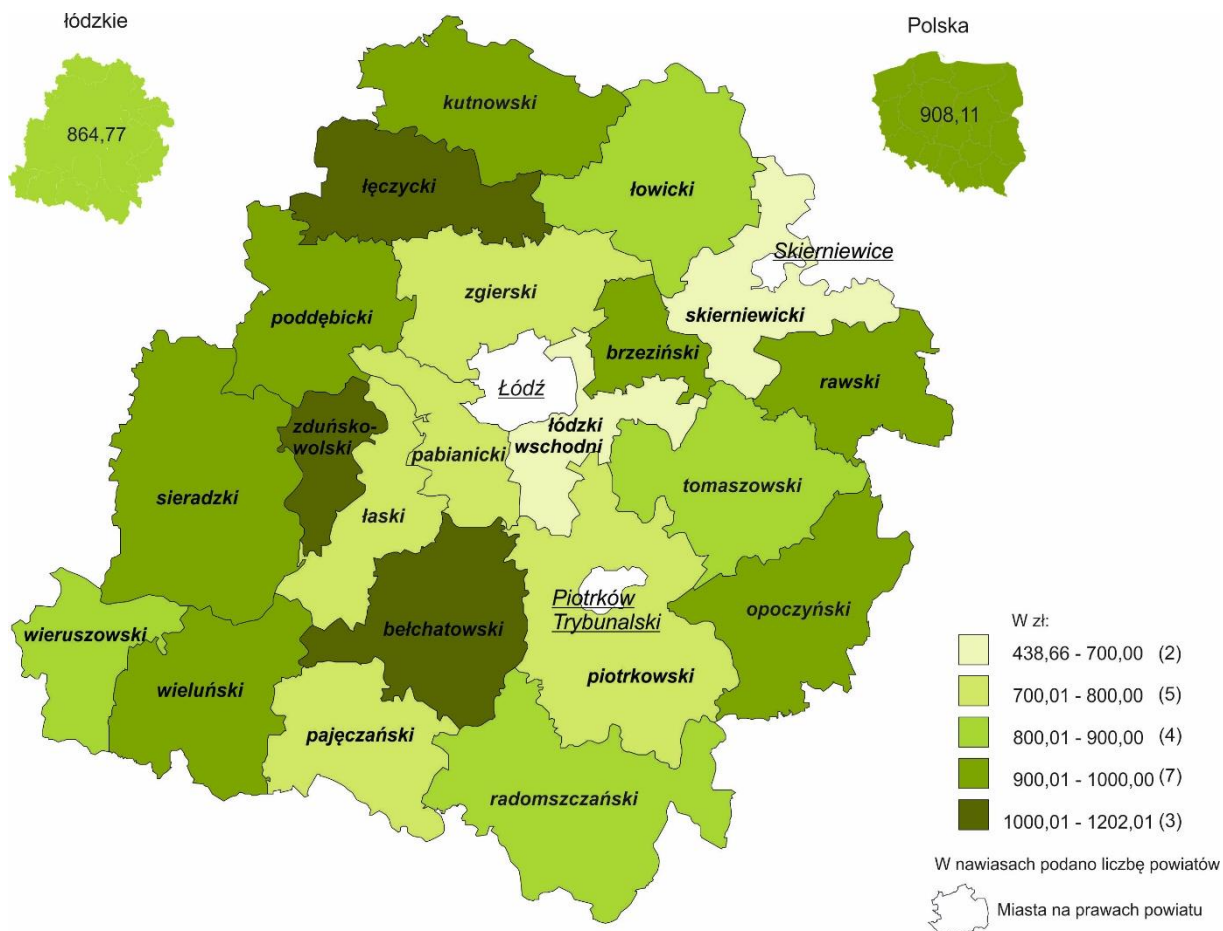 łódzkie
864,77
Polska
908,11
kutnowski
łęczycki
łowicki
Skierniewice
zgierski
poddębicki
skierniewicki
brzeziński
rawski
Łódź
zduńsko-
wolski
łódzki
wschodni
pabianicki
sieradzki
tomaszowski
łaski
Piotrków
Trybunalski
opoczyński
wieruszowski
bełchatowski
wieluński
piotrkowski
pajęczański
radomszczański
W zł:
438,66 - 700,00 (2)
700,01 - 800,00 (5)
800,01 - 900,00 (4)
900,01 - 1000,00 (7)
1000,01 - 1202,01 (3)
W nawiasach podano liczbę powiatów
Miasta na prawach powiatu